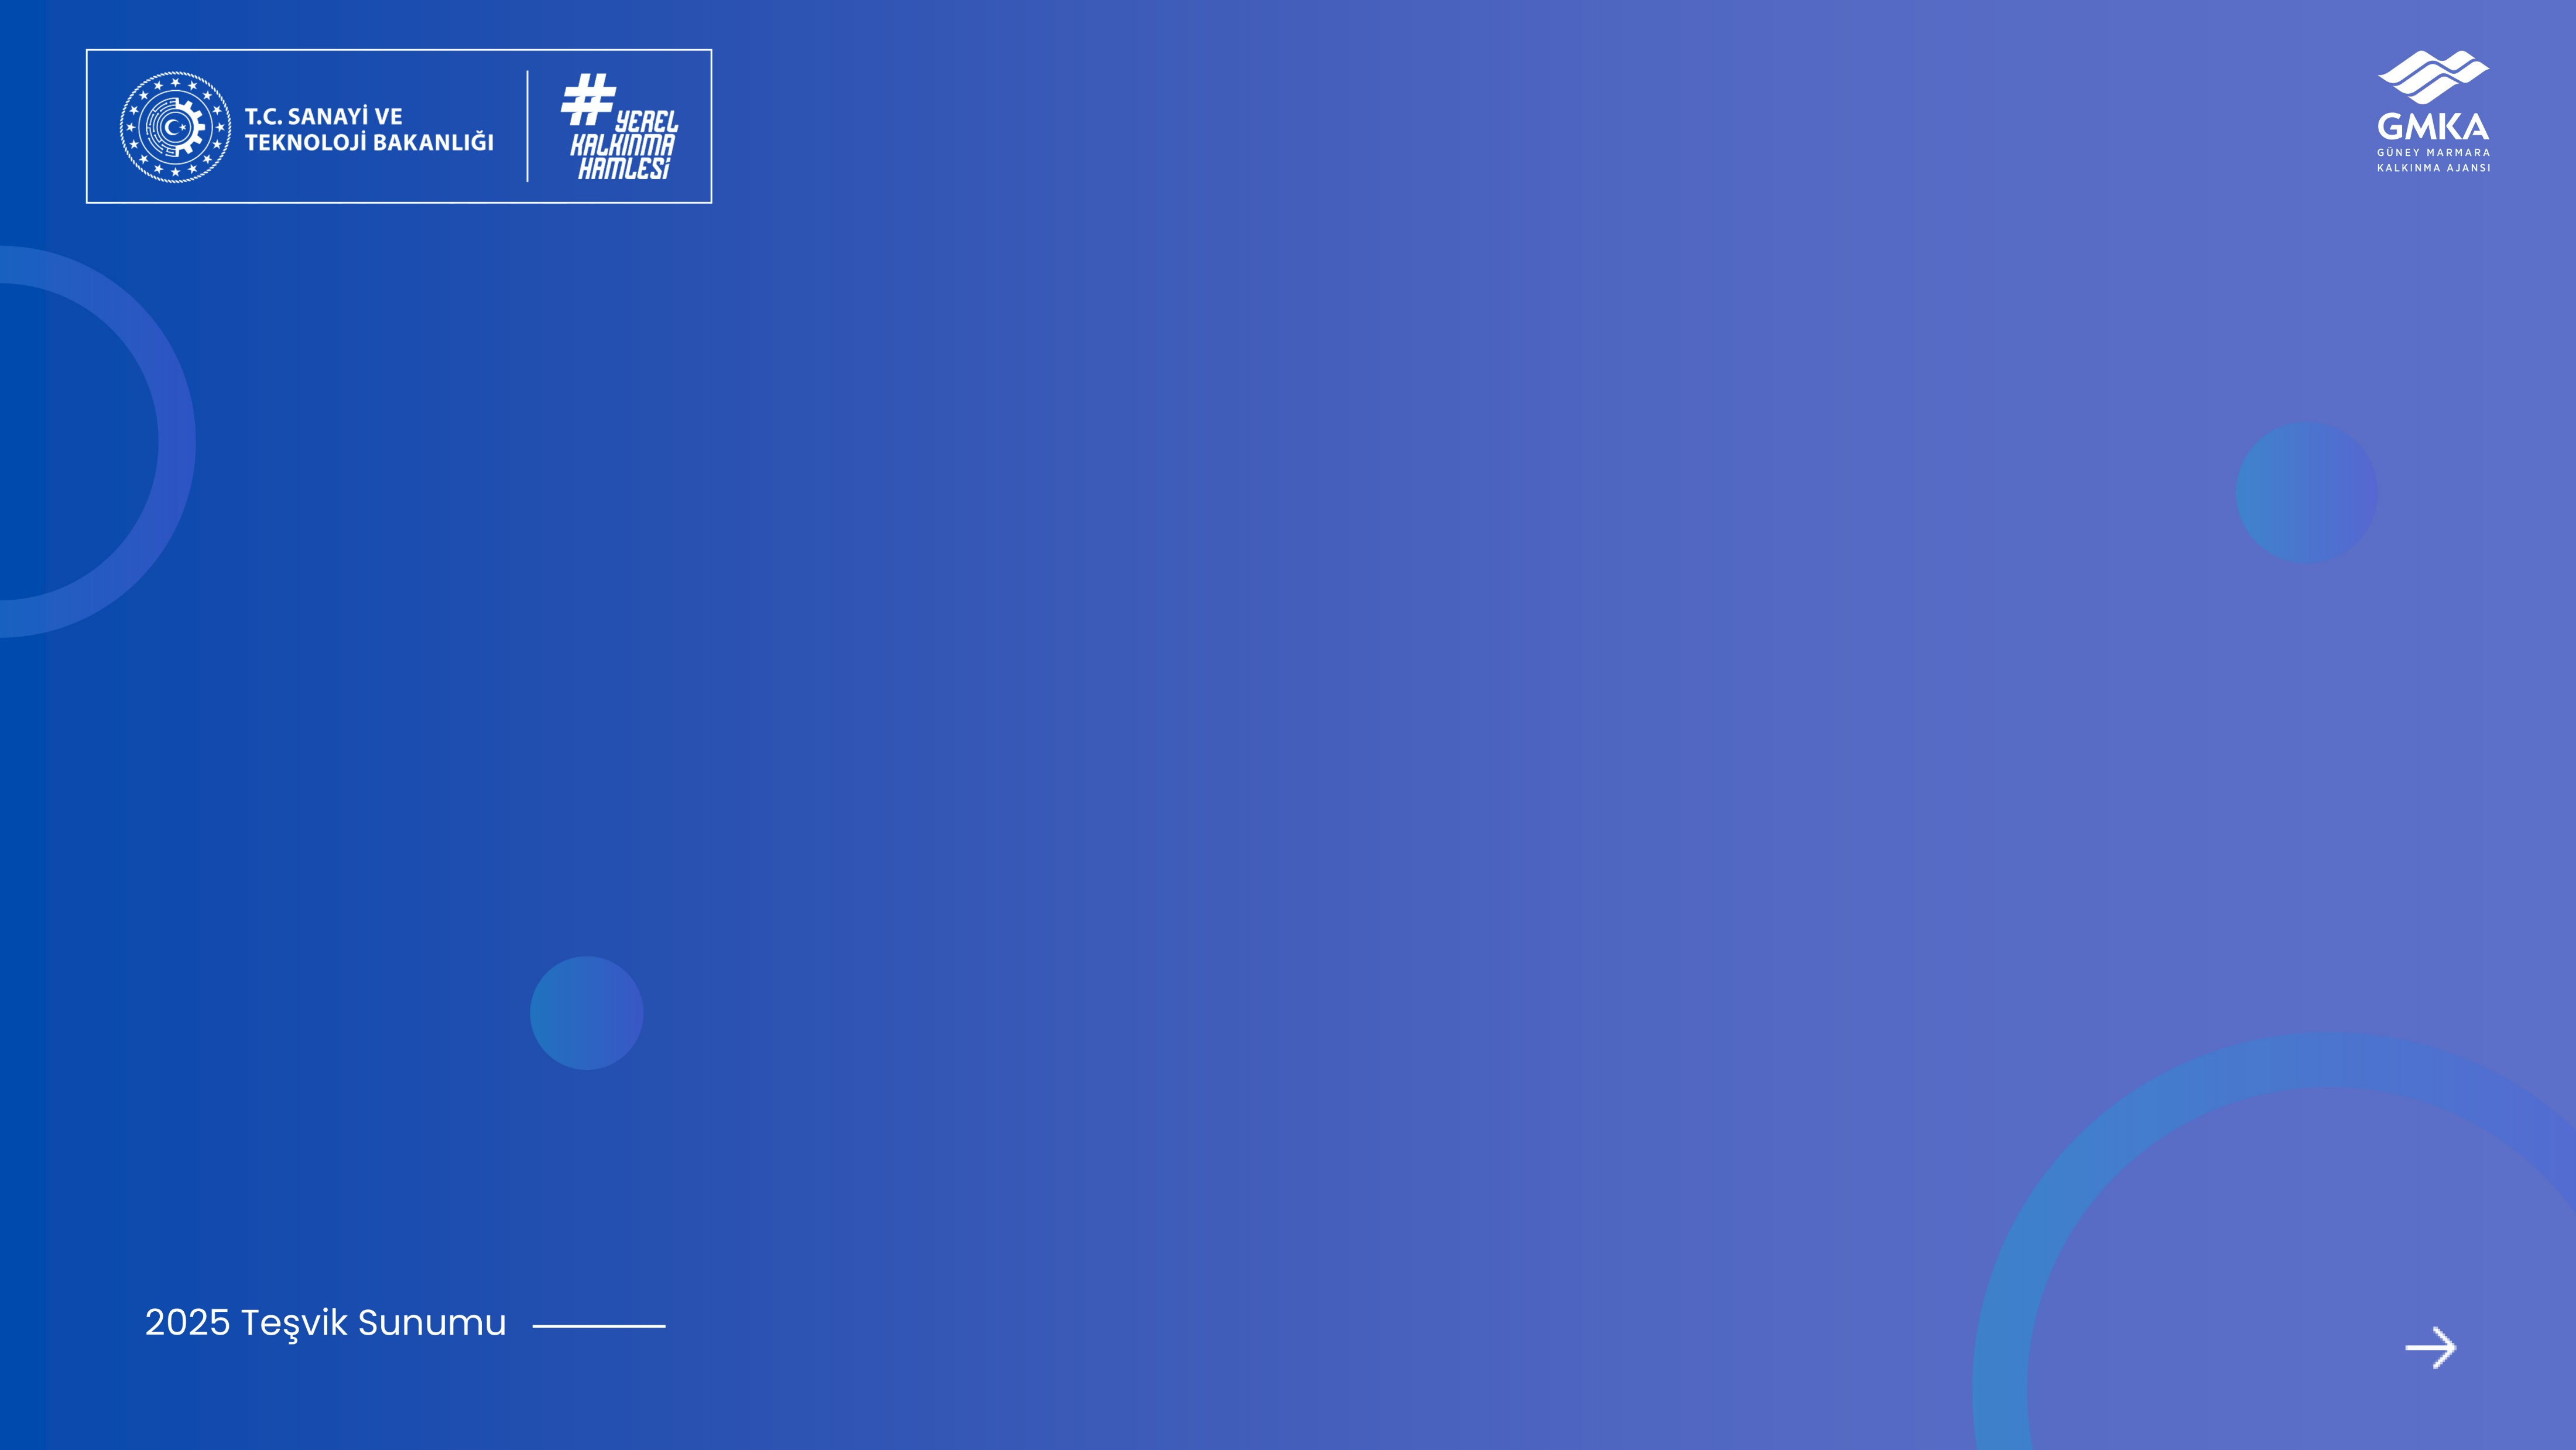 T.C. SANAYİ VE
TEKNOLOJİ BAKANLIĞI
#YEREL
KALKINMA
HAMLESİ
GMKA
GÜNEY MARMARA
KALKINMA AJANSI
2025 Teşvik Sunumu